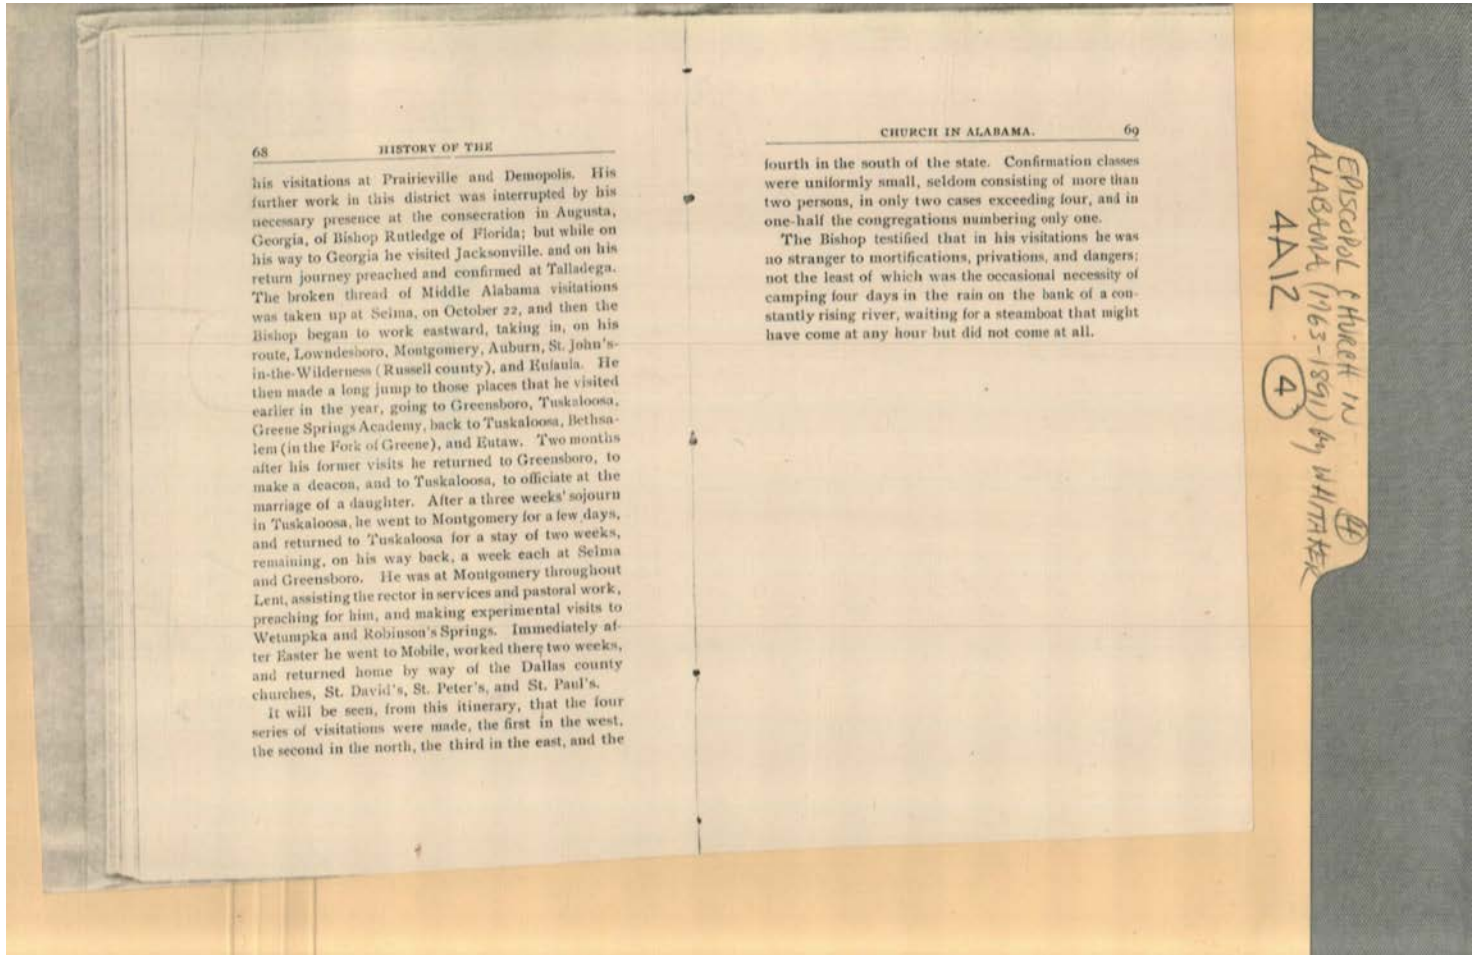 68 HISTORY OF THE
his visitations at Prairieville and Demopolis. His
further work in this district was interrupted by his
necessary presence at the consecration in Augusta,
Georgia, of Bishop Rutledge of Florida; but while on
his way to Georgia he visited Jacksonville, and on his
return journey preached and confirmed at Talladega.
The broken thread of Middle Alabama visitations
was taken up at Selma, on October 22, and then the
Bishop began to work eastward, taking in, on his
route, Lowndesboro, Montgomery, Auburn, St. John's-
in-the-Wilderness (Russell county), and Eufaula. He
then made a long jump to those places that he visited
earlier in the year, going to Greensboro, Tuskaloosa,
Greene Springs Academy, back to Tuskaloosa, Bethsa-
lem (in the Fork of Greene), and Eutaw. Two months
after his former visits he returned to Greensboro, to
make a deacon, and to Tuskaloosa, to officiate at the
marriage of a daughter. After a three weeks' sojourn
in Tuskaloosa, he went to Montgomery for a few days,
and returned to Tuskaloosa for a stay of two weeks,
remaining, on his way back, a week each at Selma
and Greensboro. He was at Montgomery throughout
Lent, assisting the rector in services and pastoral work,
preaching for him, and making experimental visits to
Wetumpka and Robinson's Springs. Immediately af-
ter Easter he went to Mobile, worked there two weeks,
and returned home by way of the Dallas county
churches, St. David's, St. Peter's, and St. Paul's.
It will be seen, from this itinerary, that the four
series of visitations were made, the first in the west,
the second in the north, the third in the east, and the
CHURCH IN ALABAMA. 69
fourth in the south of the state. Confirmation classes
were uniformly small, seldom consisting of more than
two persons, in only two cases exceeding four, and in
one-half the congregations numbering only one.
The Bishop testified that in his visitations he was
no stranger to mortifications, privations, and dangers;
not the least of which was the occasional necessity of
camping four days in the rain on the bank of a con-
stantly rising river, waiting for a steamboat that might
have come at any hour but did not come at all.
EPISCOPOL CHURCH IN
ALABAMA (1763-1891) by WHITAKER
4A12 4